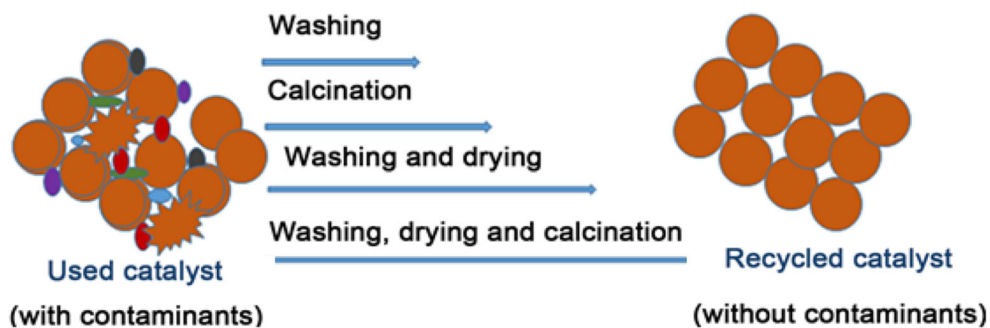 Washing
Calcination
Washing and drying
Washing, drying and calcination
Used catalyst
(with contaminants)
Recycled catalyst
(without contaminants)